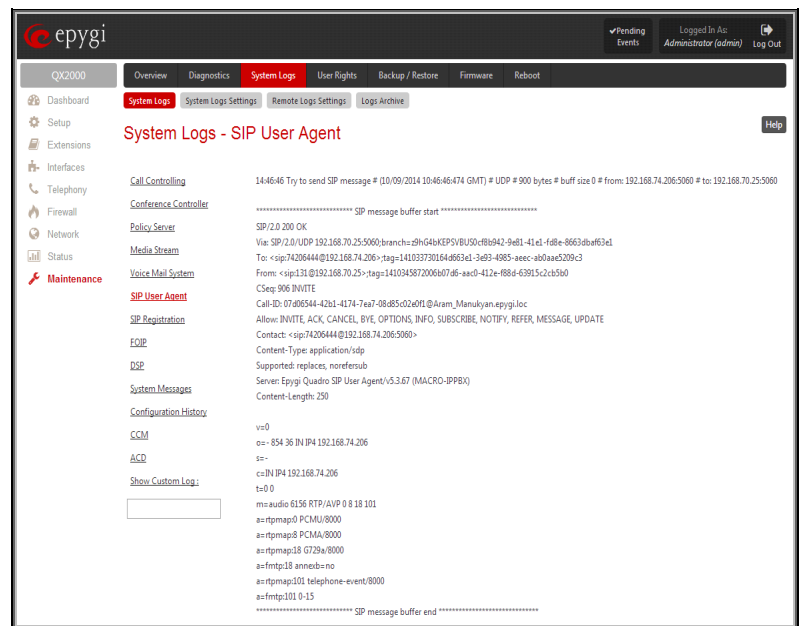 epygi
Pending Events
Logged In As:
Administrator (admin)
Log Out
QX2000
Overview
Diagnostics
System Logs
User Rights
Backup / Restore
Firmware
Reboot
Dashboard
Setup
Extensions
Interfaces
Telephony
Firewall
Network
Status
Maintenance
System Logs
System Logs Settings
Remote Logs Settings
Logs Archive
Help
System Logs - SIP User Agent
Call Controlling
Conference Controller
Policy Server
Media Stream
Voice Mail System
SIP User Agent
SIP Registration
FOIP
DSP
System Messages
Configuration History
CCM
ACD
Show Custom Log :
14:46:46 Try to send SIP message # (10/09/2014 10:46:46:474 GMT) # UDP # 900 bytes # buff size 0 # from: 192.168.74.206:5060 # to: 192.168.70.25:5060
**************************** SIP message buffer start ****************************
SIP/2.0 200 OK
Via: SIP/2.0/UDP 192.168.70.25:5060;branch=z9hG4bKEPSVBUS0cf8b942-9e81-41e1-fd8e-8663dbaf63e1
To: <sip:74206444@192.168.74.206>;tag=141033730164d663e1-3e93-4985-aeec-ab0aae5209c3
From: <sip:131@192.168.70.25>;tag=1410345872006b07d6-aac0-412e-f88d-63915c2cb5b0
CSeq: 906 INVITE
Call-ID: 07d06544-42b1-4174-7ea7-08d85c02e0f1@Aram_Manukyan.epygi.loc
Allow: INVITE, ACK, CANCEL, BYE, OPTIONS, INFO, SUBSCRIBE, NOTIFY, REFER, MESSAGE, UPDATE
Contact: <sip:74206444@192.168.74.206:5060>
Content-Type: application/sdp
Supported: replaces, norefersub
Server: Epygi Quadro SIP User Agent/v5.3.67 (MACRO-IPPBX)
Content-Length: 250
v=0
o=- 854 36 IN IP4 192.168.74.206
s=-
c=IN IP4 192.168.74.206
t=0 0
m=audio 6156 RTP/AVP 0 8 18 101
a=rtpmap:0 PCMU/8000
a=rtpmap:8 PCMA/8000
a=rtpmap:18 G729a/8000
a=fmtp:18 annexb=no
a=rtpmap:101 telephone-event/8000
a=fmtp:101 0-15
**************************** SIP message buffer end *****************************